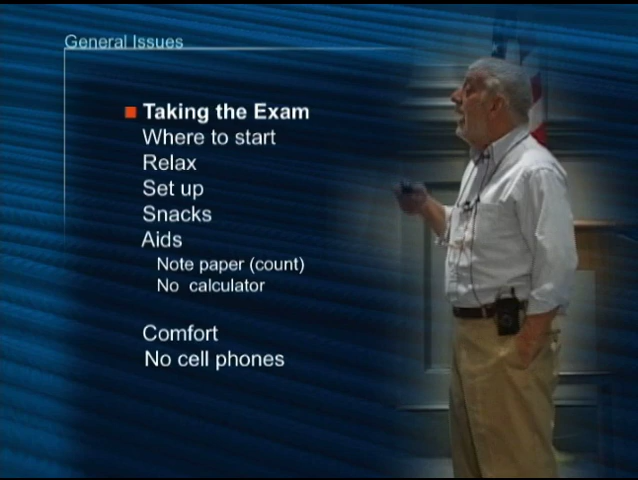 General Issues
Taking the Exam
Where to start
Relax
Set up
Snacks
Aids
Note paper (count)
No calculator
Comfort
No cell phones